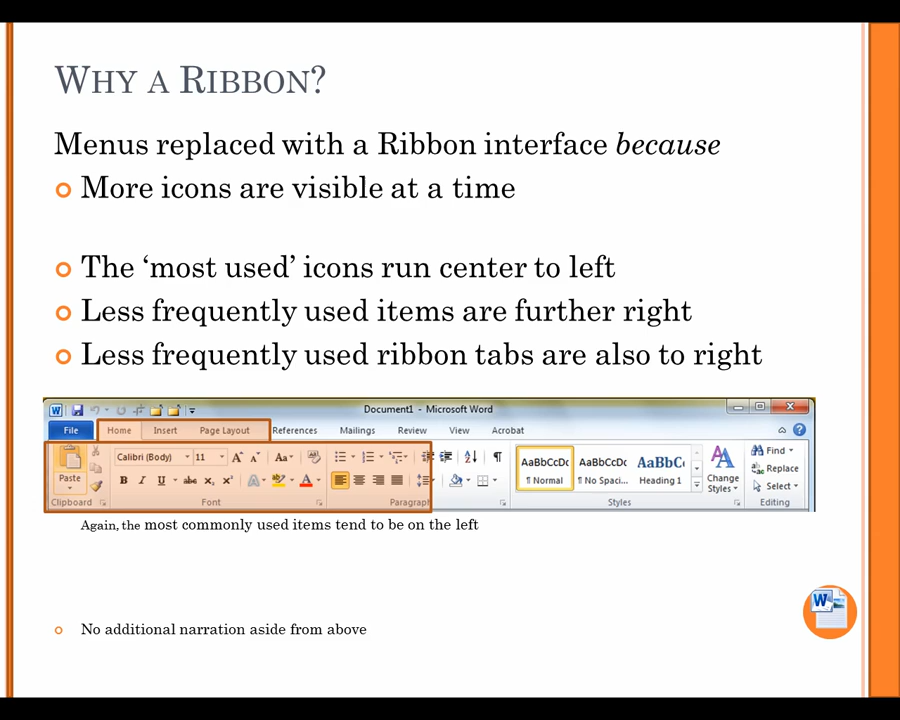 WHY A RIBBON?
Menus replaced with a Ribbon interface because
More icons are visible at a time
The ‘most used’ icons run center to left
Less frequently used items are further right
Less frequently used ribbon tabs are also to right
Document1 - Microsoft Word
File Home Insert Page Layout References Mailings Review View Acrobat
Calibri (Body) 11 Aa AaBbCcDc AaBbCcDc AaBbC Find
Paste B I U abc ¶ Normal ¶ No Spaci... Heading 1 Change Styles Replace
Select
Clipboard Font Paragraph Styles Editing
Again, the most commonly used items tend to be on the left
No additional narration aside from above